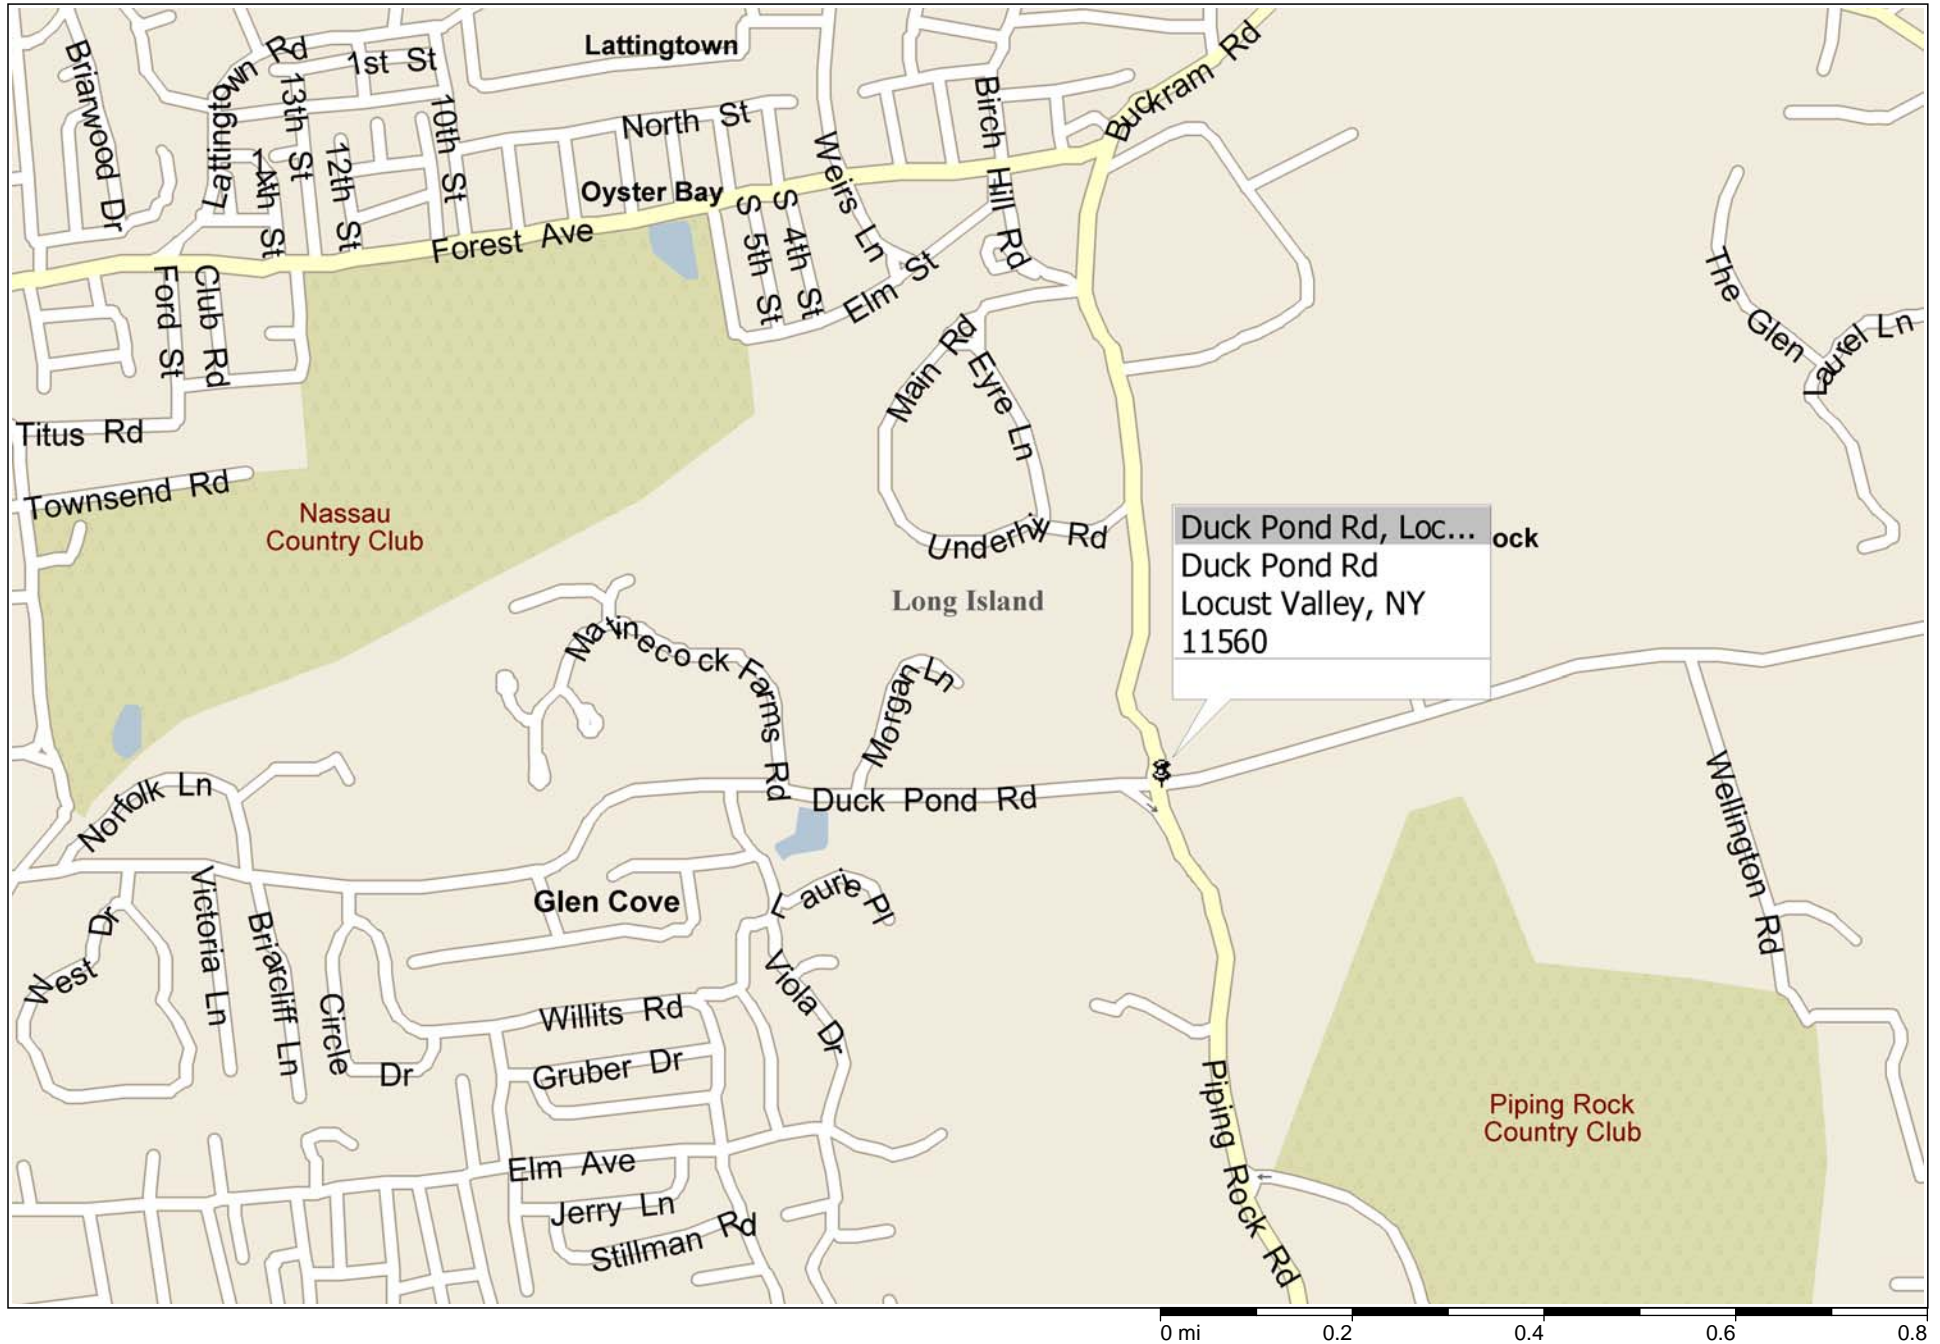 Lattingtown
Briarwood Dr
Lattingtown Rd
1st St
13th St
14th St
12th St
10th St
North St
Weirs Ln
Birch Hill Rd
Buckram Rd
Oyster Bay
Forest Ave
S 5th St
S 4th St
Elm St
Ford St
Club Rd
The Glen
Laurel Ln
Main Rd
Eyre Ln
Titus Rd
Townsend Rd
Nassau
Country Club
Underhill Rd
Duck Pond Rd, Loc...
ock
Duck Pond Rd
Locust Valley, NY
11560
Long Island
Matinecock Farms Rd
Morgan Ln
Norfolk Ln
Duck Pond Rd
Wellington Rd
Victoria Ln
Glen Cove
Laurie Pl
West Dr
Briarcliff Ln
Circle Dr
Viola Dr
Willits Rd
Gruber Dr
Piping Rock Rd
Piping Rock
Country Club
Elm Ave
Jerry Ln
Stillman Rd
0 mi
0.2
0.4
0.6
0.8